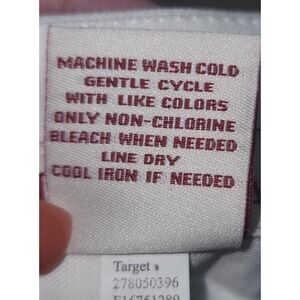 MACHINE WASH COLD
GENTLE CYCLE
WITH LIKE COLORS
ONLY NON-CHLORINE
BLEACH WHEN NEEDED
LINE DRY
COOL IRON IF NEEDED
Target
278050396
F16751289